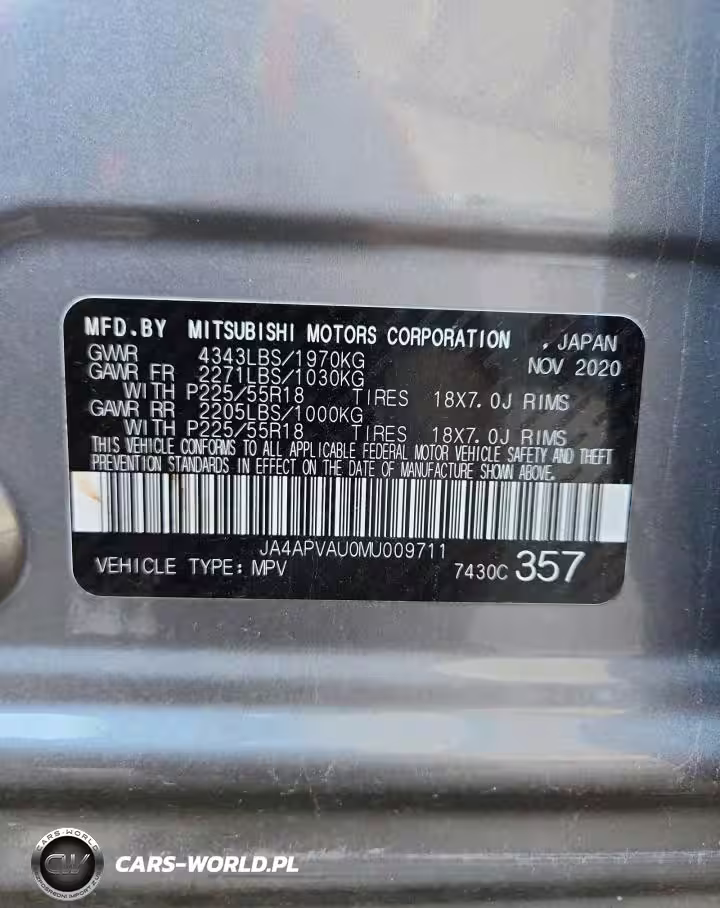 MFD.BY MITSUBISHI MOTORS CORPORATION , JAPAN
GVWR 4343LBS/1970KG NOV 2020
GAWR FR 2271LBS/1030KG
WITH P225/55R18 TIRES 18X7.0J RIMS
GAWR RR 2205LBS/1000KG
WITH P225/55R18 TIRES 18X7.0J RIMS
THIS VEHICLE CONFORMS TO ALL APPLICABLE FEDERAL MOTOR VEHICLE SAFETY AND THEFT
PREVENTION STANDARDS IN EFFECT ON THE DATE OF MANUFACTURE SHOWN ABOVE.
JA4APVAU0MU009711
VEHICLE TYPE: MPV 7430C 357
CARS-WORLD
CW
CARS-WORLD.PL